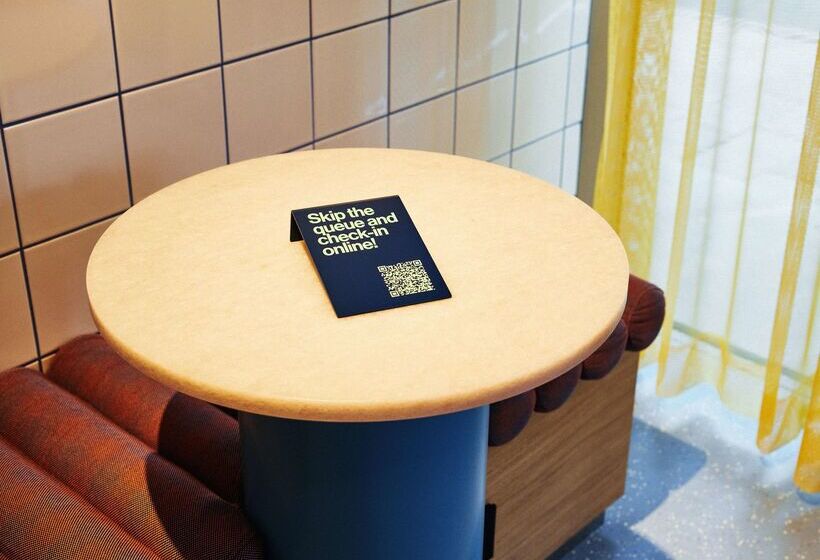 Skip the
queue and
check-in
online!